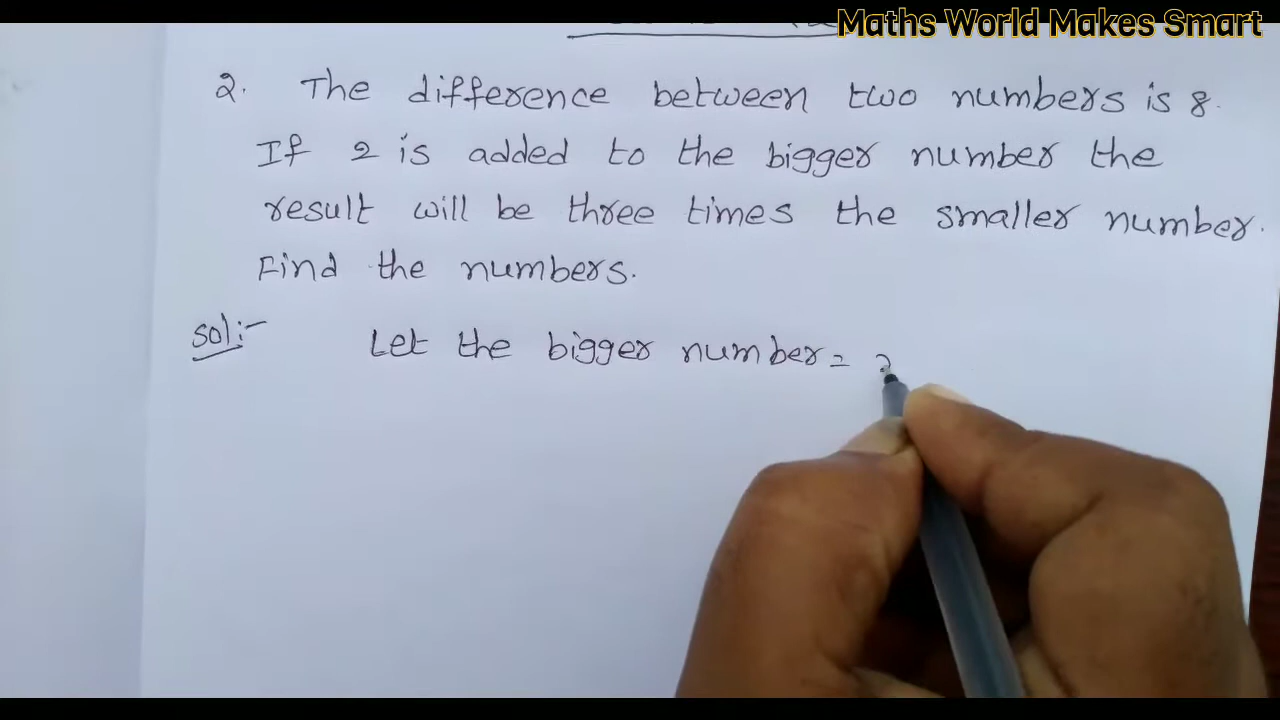 Maths World Makes Smart
2. The difference between two numbers is 8.
If 2 is added to the bigger number the
result will be three times the smaller number.
Find the numbers.
Sol:- Let the bigger number =